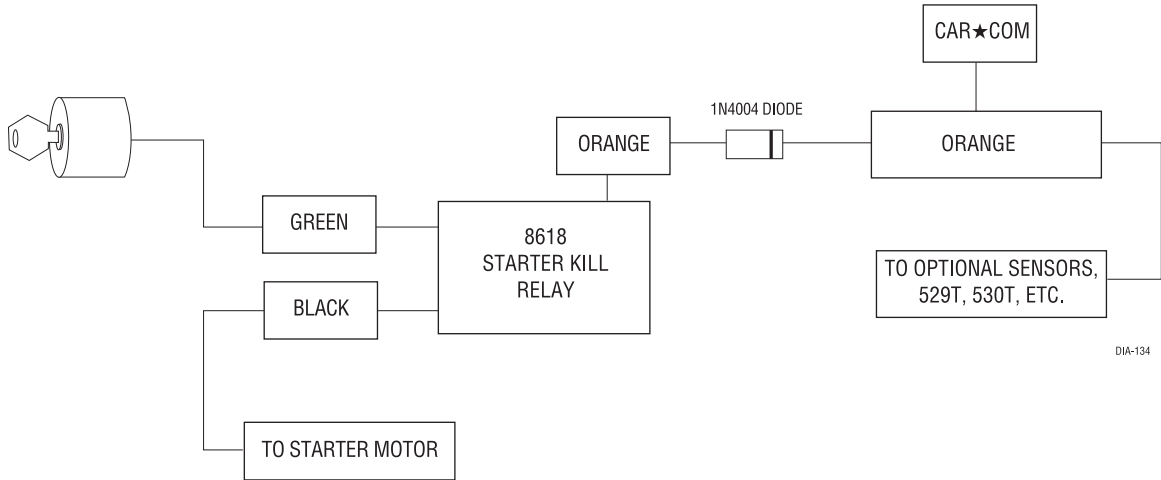 CAR★COM
1N4004 DIODE
ORANGE
ORANGE
GREEN
8618
STARTER KILL
RELAY
BLACK
TO OPTIONAL SENSORS,
529T, 530T, ETC.
DIA-134
TO STARTER MOTOR